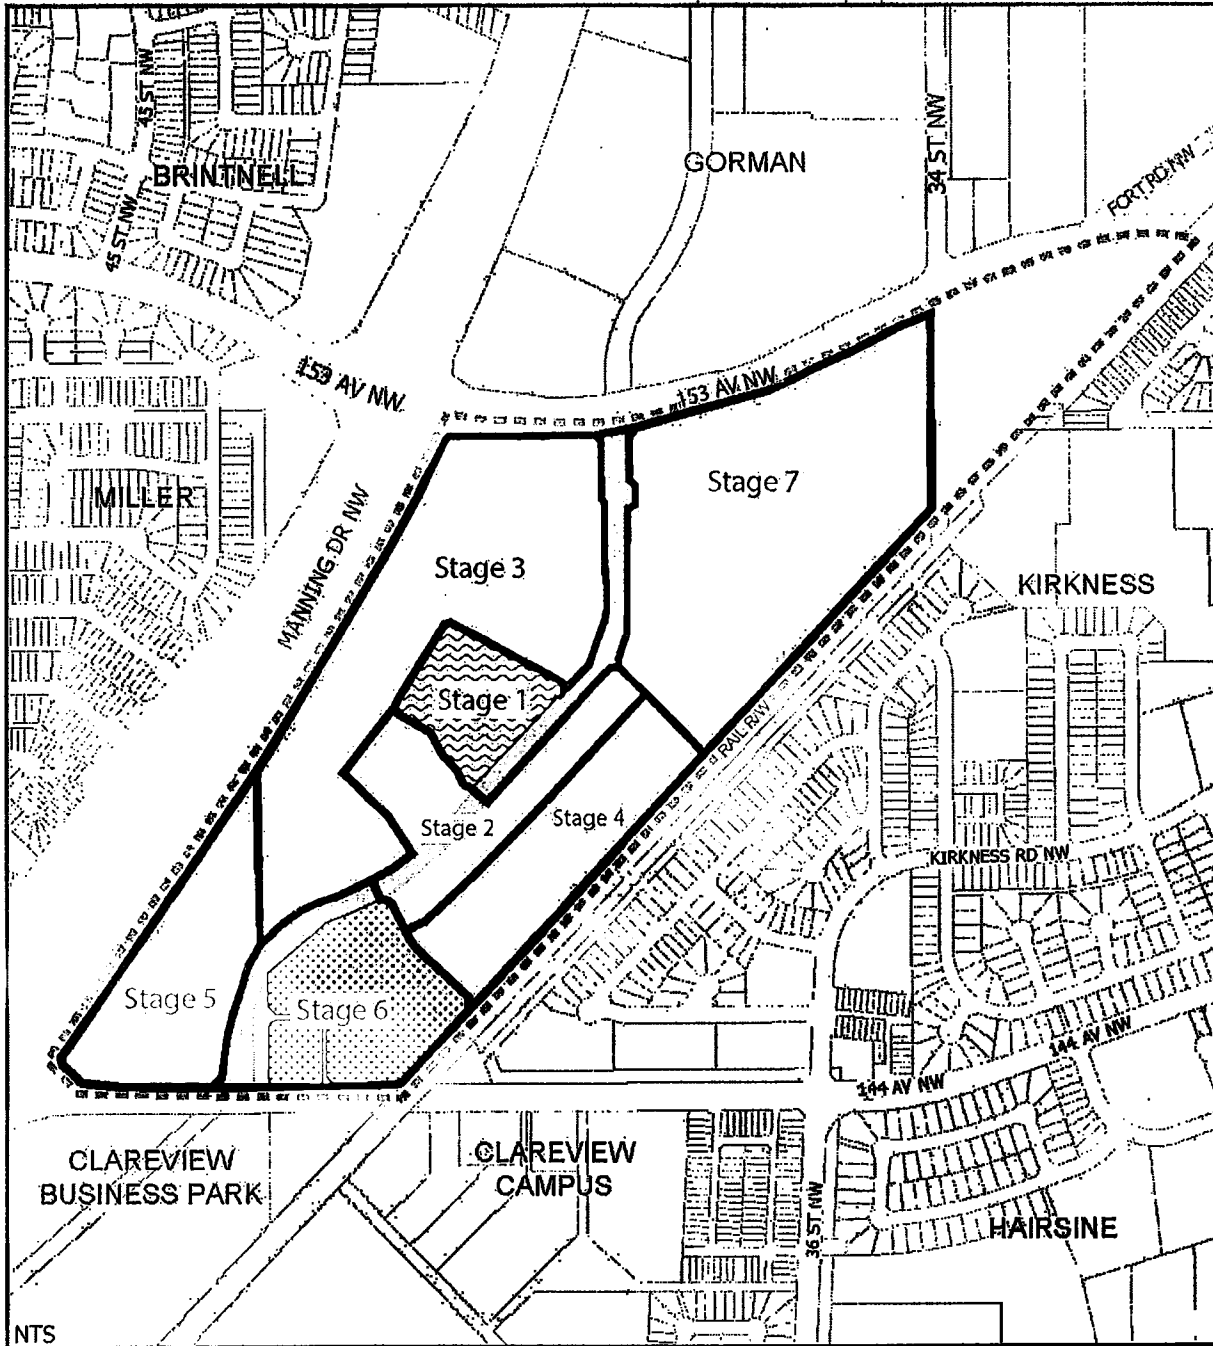 45 ST NW
BRINTNELL
45 ST NW
GORMAN
34 ST NW
FORT RD NW
153 AV NW
153 AV NW
MILLER
MANNING DR NW
Stage 7
Stage 3
KIRKNESS
Stage 1
RAIL R/W
Stage 2
Stage 4
KIRKNESS RD NW
Stage 5
Stage 6
144 AV NW
144 AV NW
CLAREVIEW
BUSINESS PARK
CLAREVIEW
CAMPUS
36 ST NW
HAIRSINE
NTS